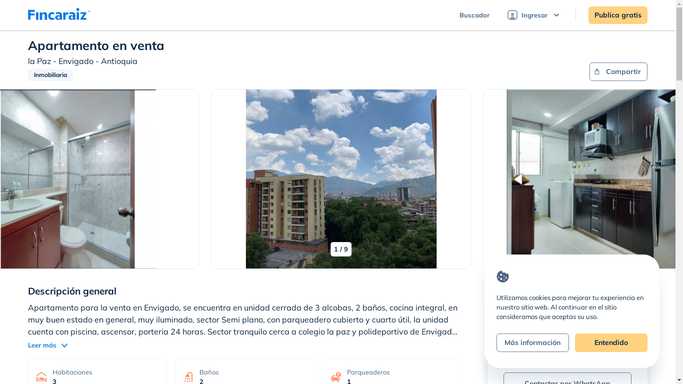 Fincaraiz
Buscador
Ingresar
Publica gratis
Apartamento en venta
la Paz - Envigado - Antioquia
Inmobiliaria
Compartir
1 / 9
Descripción general
Apartamento para la venta en Envigado, se encuentra en unidad cerrada de 3 alcobas, 2 baños, cocina integral, en
muy buen estado en general, muy iluminado, sector Semi plano, con parqueadero cubierto y cuarto útil, la unidad
cuenta con piscina, ascensor, porteria 24 horas. Sector tranquilo cerca a colegio la paz y polideportivo de Envigad...
Leer más
Habitaciones
3
Baños
2
Parqueaderos
1
Utilizamos cookies para mejorar tu experiencia en
nuestro sitio web. Al continuar en el sitio
consideramos que aceptas su uso.
Más información
Entendido
Contactar por WhatsApp